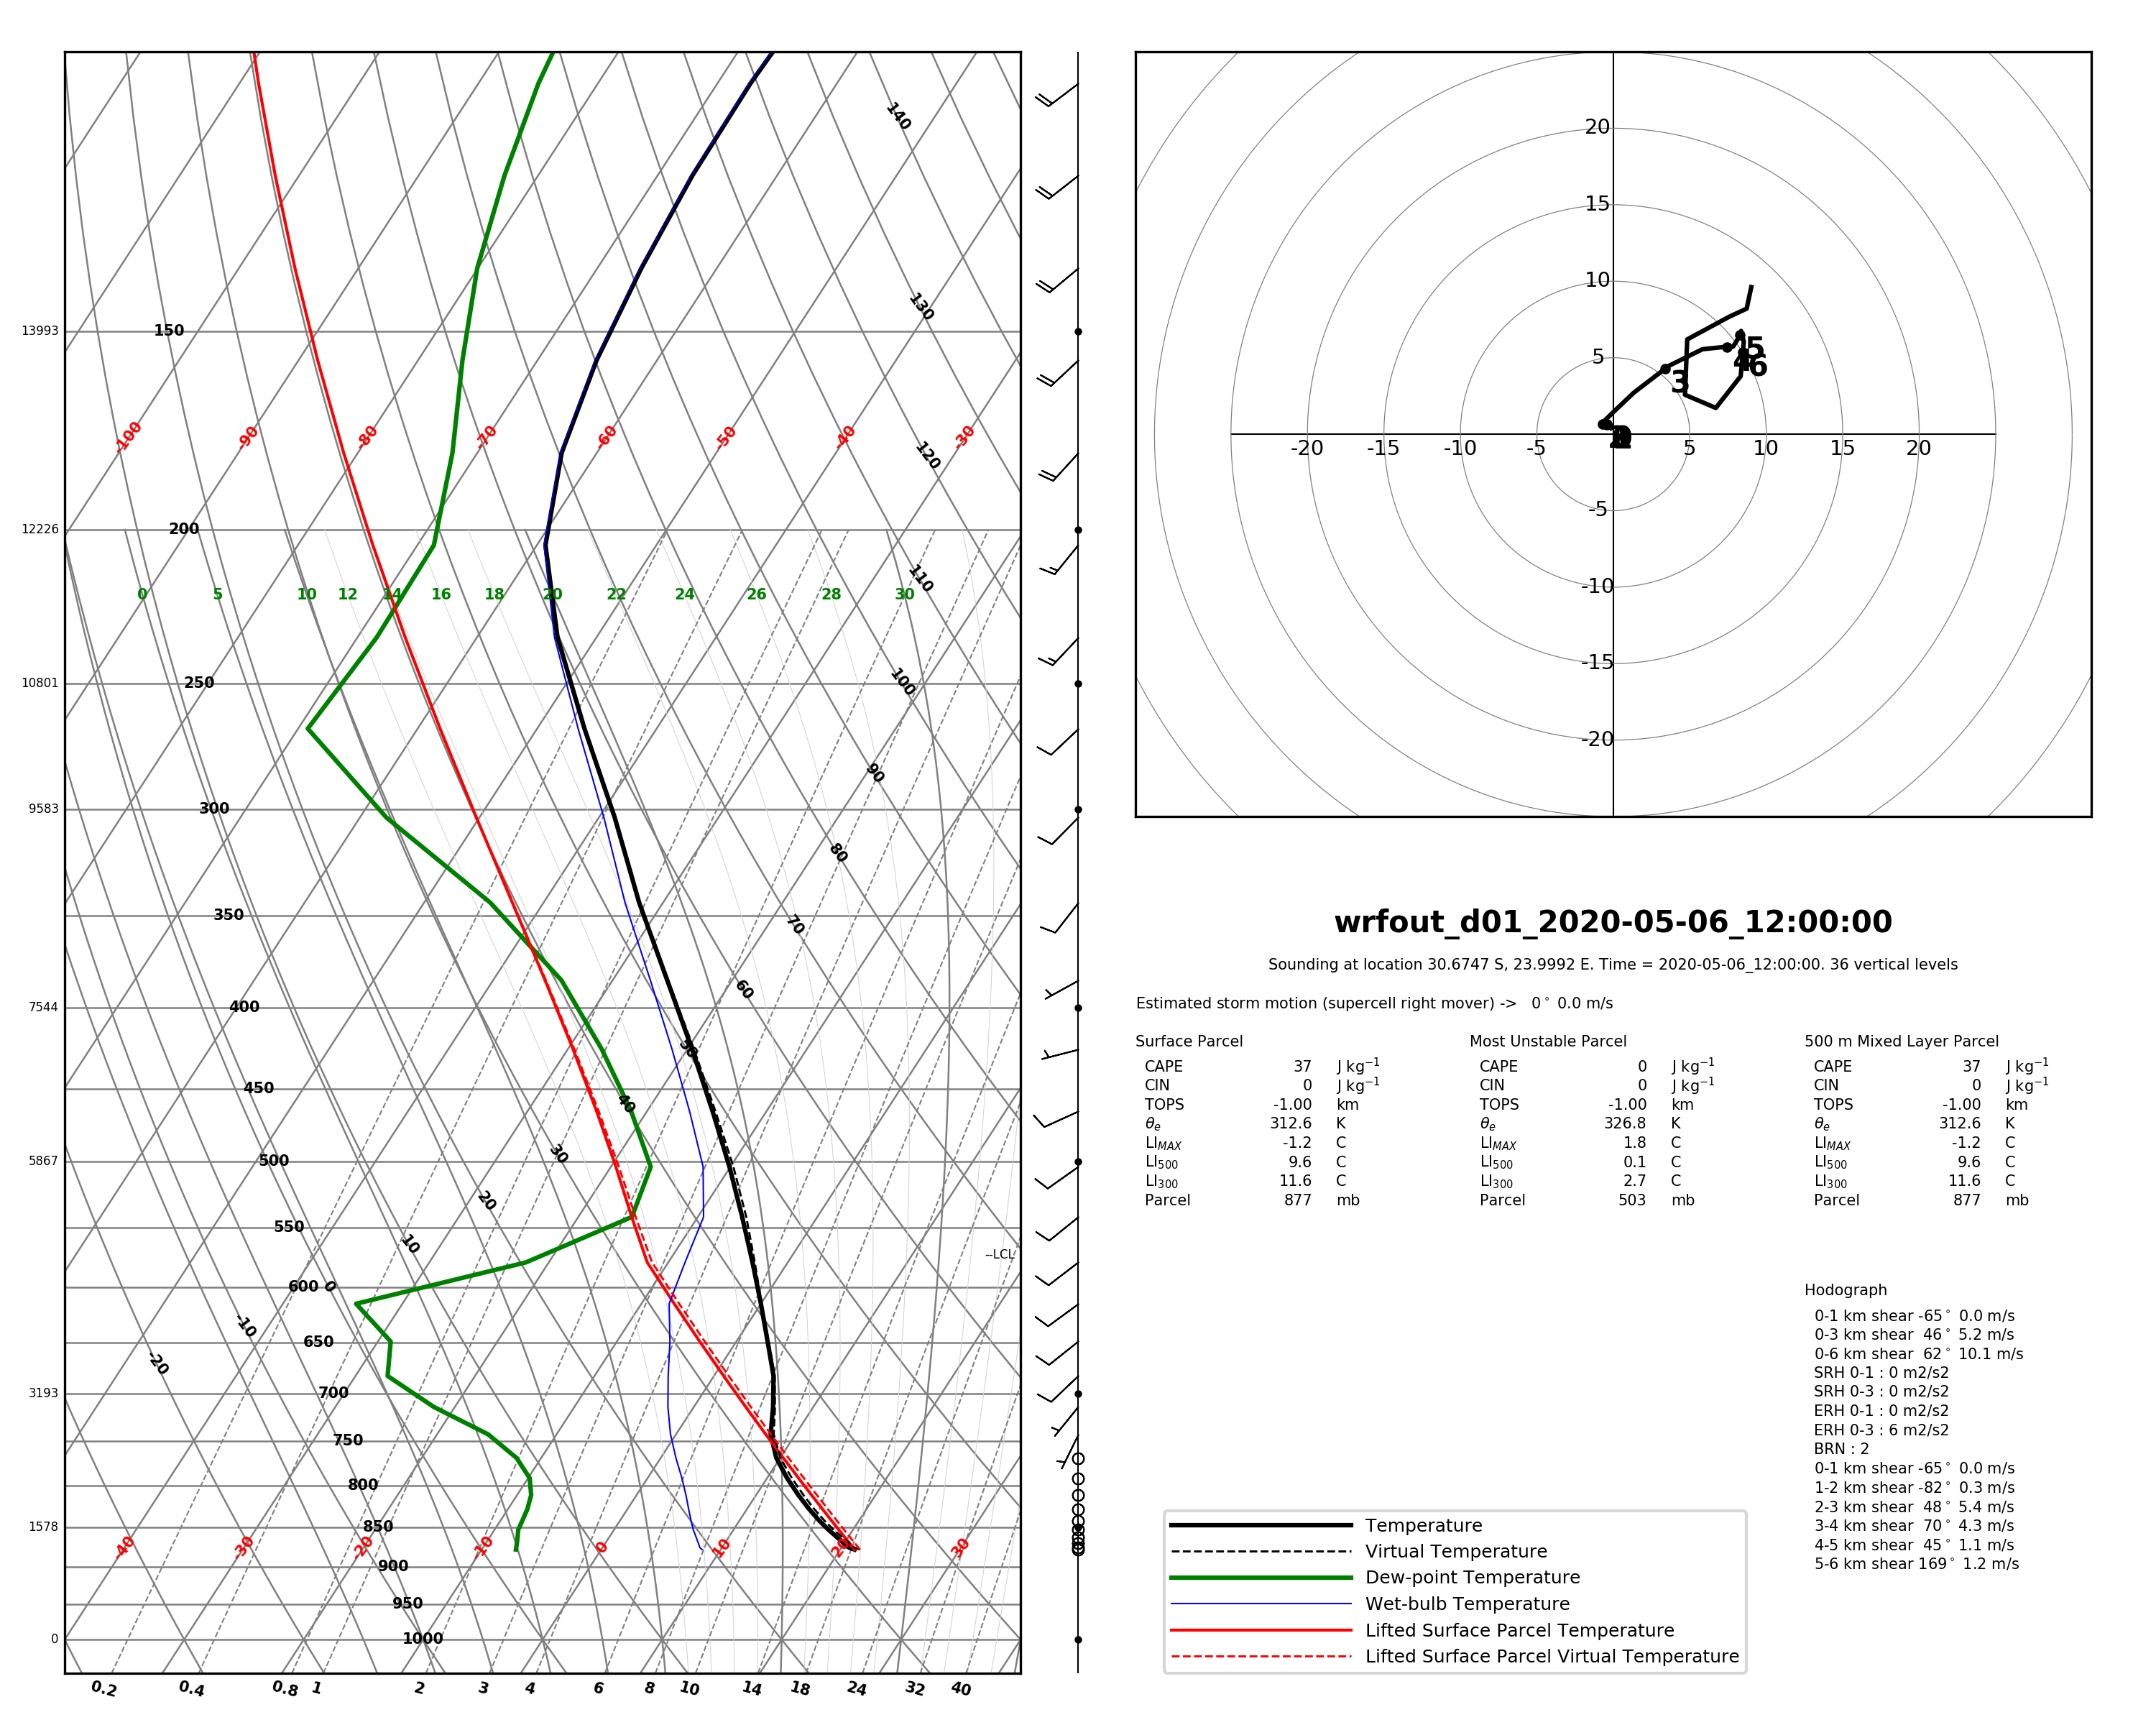 140
20
15
10
5
-20 -15 -10 -5 5 10 15 20
-5
-10
-15
-20
3
5
4 6
130
13993 150
120
-100 -90 -80 -70 -60 -50 -40 -30
12226 200
110
0 5 10 12 14 16 18 20 22 24 26 28 30
10801 250
100
90
9583 300
80
350
70
7544 400
60
50
450
40
5867 500
30
20
550
10
--LCL
600 0
-10
650
-20
3193 700
750
800
1578 850
-40 -30 -20 -10 0 10 20 30
900
950
0 1000
0.2 0.4 0.8 1 2 3 4 6 8 10 14 18 24 32 40
wrfout_d01_2020-05-06_12:00:00
Sounding at location 30.6747 S, 23.9992 E. Time = 2020-05-06_12:00:00. 36 vertical levels
Estimated storm motion (supercell right mover) -> 0° 0.0 m/s
Surface Parcel
CAPE 37 J kg⁻¹
CIN 0 J kg⁻¹
TOPS -1.00 km
θₑ 312.6 K
LI_MAX -1.2 C
LI₅₀₀ 9.6 C
LI₃₀₀ 11.6 C
Parcel 877 mb
Most Unstable Parcel
CAPE 0 J kg⁻¹
CIN 0 J kg⁻¹
TOPS -1.00 km
θₑ 326.8 K
LI_MAX 1.8 C
LI₅₀₀ 0.1 C
LI₃₀₀ 2.7 C
Parcel 503 mb
500 m Mixed Layer Parcel
CAPE 37 J kg⁻¹
CIN 0 J kg⁻¹
TOPS -1.00 km
θₑ 312.6 K
LI_MAX -1.2 C
LI₅₀₀ 9.6 C
LI₃₀₀ 11.6 C
Parcel 877 mb
Hodograph
0-1 km shear -65° 0.0 m/s
0-3 km shear 46° 5.2 m/s
0-6 km shear 62° 10.1 m/s
SRH 0-1 : 0 m2/s2
SRH 0-3 : 0 m2/s2
ERH 0-1 : 0 m2/s2
ERH 0-3 : 6 m2/s2
BRN : 2
0-1 km shear -65° 0.0 m/s
1-2 km shear -82° 0.3 m/s
2-3 km shear 48° 5.4 m/s
3-4 km shear 70° 4.3 m/s
4-5 km shear 45° 1.1 m/s
5-6 km shear 169° 1.2 m/s
Temperature
Virtual Temperature
Dew-point Temperature
Wet-bulb Temperature
Lifted Surface Parcel Temperature
Lifted Surface Parcel Virtual Temperature